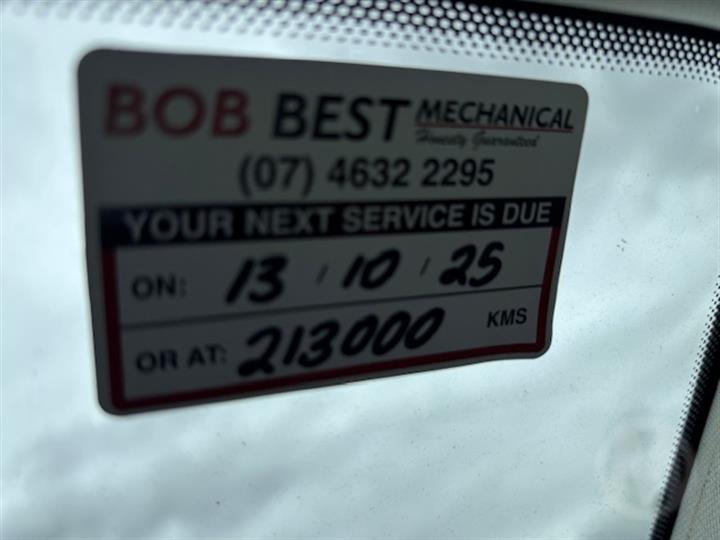 BOB BEST MECHANICAL
Honesty Guaranteed
(07) 4632 2295
YOUR NEXT SERVICE IS DUE
ON: 13 / 10 / 25
OR AT: 213000 KMS